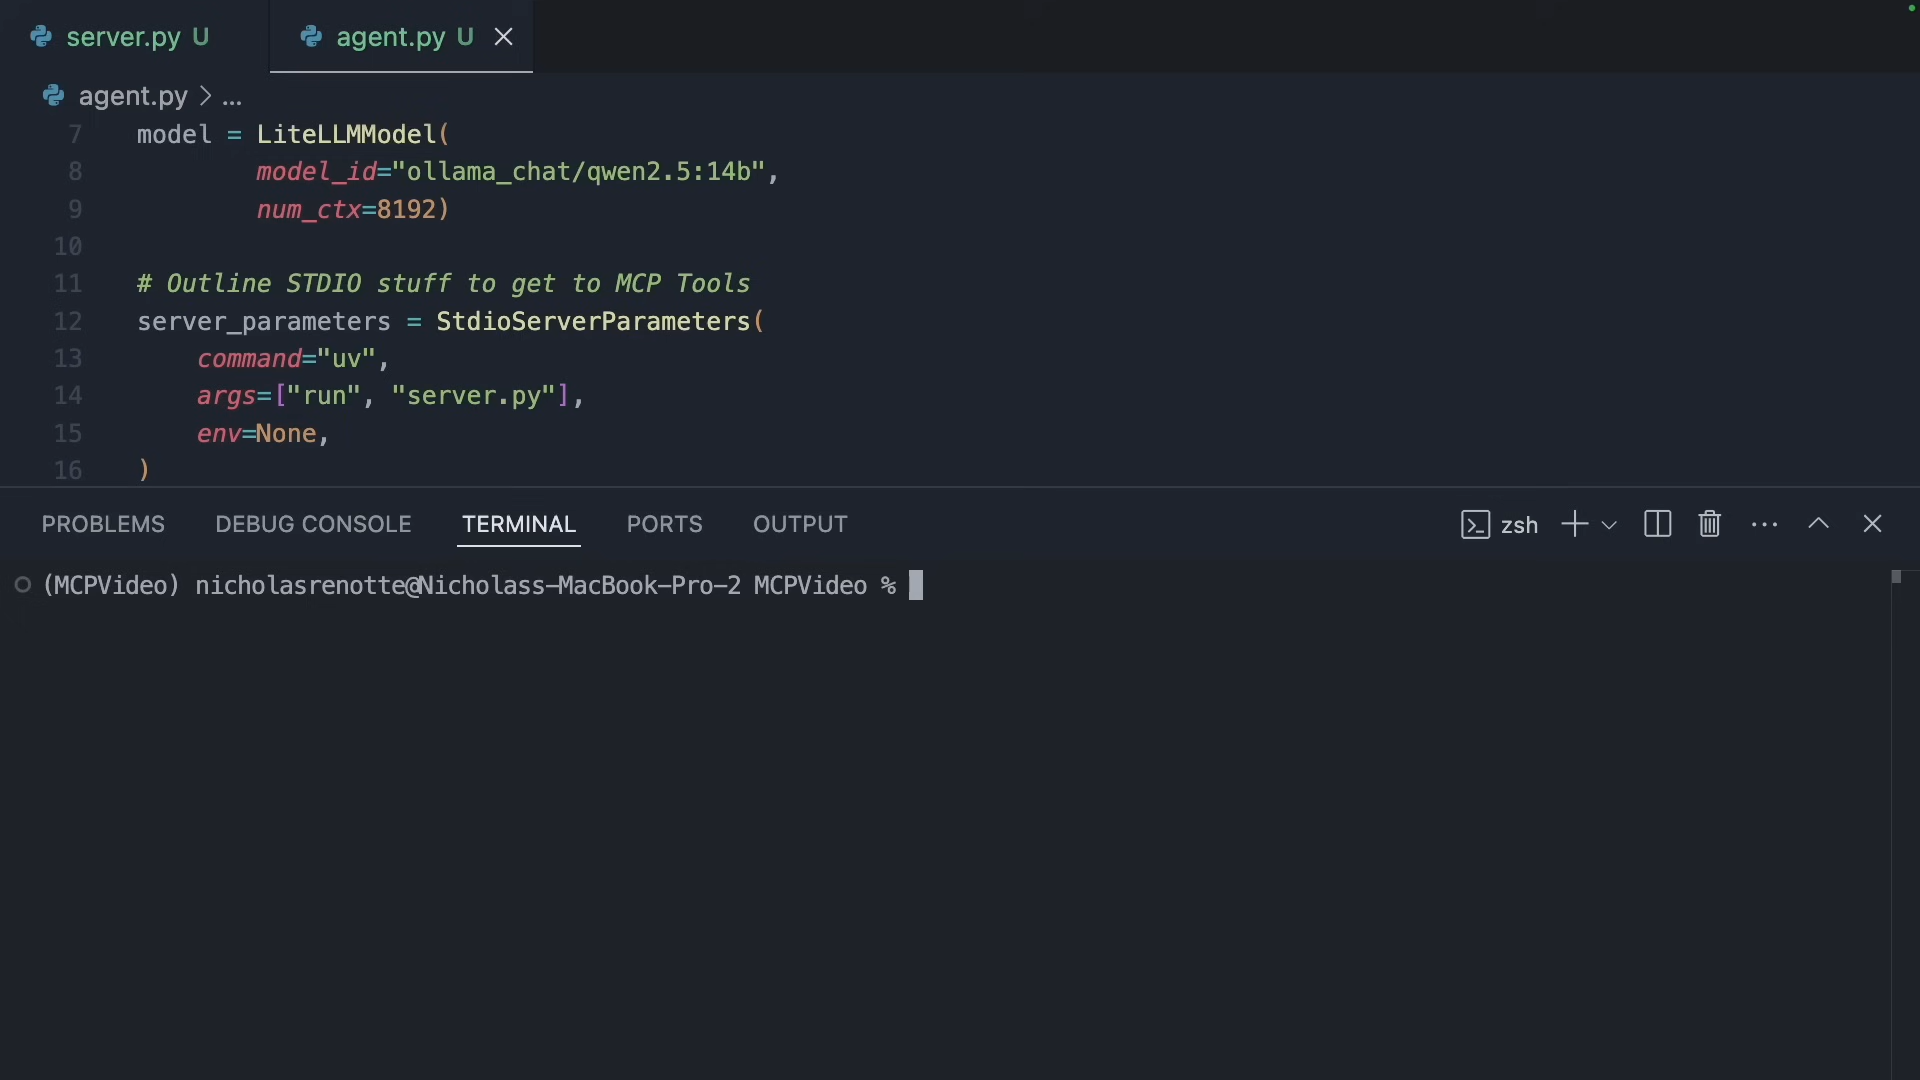 server.py U agent.py U
agent.py > ...
7 model = LiteLLMModel(
8 model_id="ollama_chat/qwen2.5:14b",
9 num_ctx=8192)
10
11 # Outline STDIO stuff to get to MCP Tools
12 server_parameters = StdioServerParameters(
13 command="uv",
14 args=["run", "server.py"],
15 env=None,
16 )
PROBLEMS DEBUG CONSOLE TERMINAL PORTS OUTPUT zsh
(MCPVideo) nicholasrenotte@Nicholass-MacBook-Pro-2 MCPVideo %